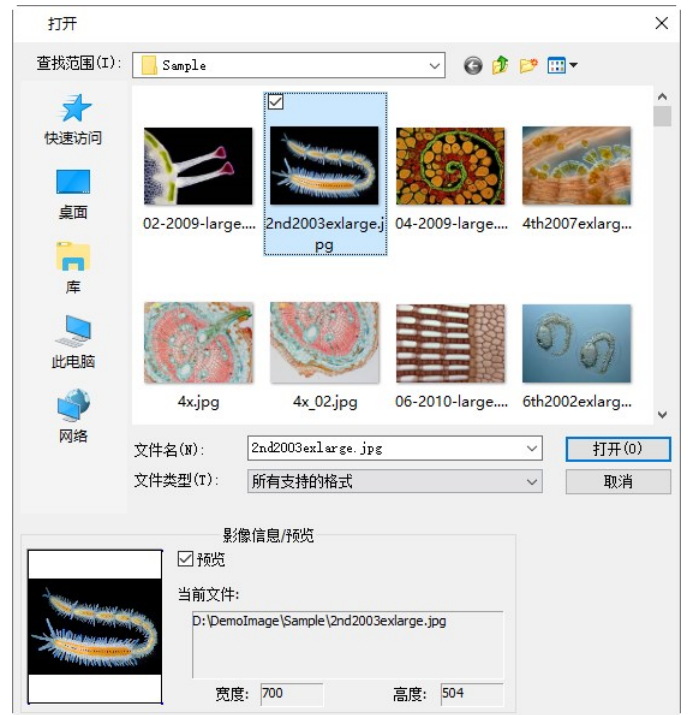 打开
查找范围(I):
Sample
快速访问
桌面
库
此电脑
网络
02-2009-large....
2nd2003exlarge.j
pg
04-2009-large....
4th2007exlarg...
4x.jpg
4x_02.jpg
06-2010-large....
6th2002exlarg...
文件名(N):
2nd2003exlarge.jpg
打开(O)
文件类型(T):
所有支持的格式
取消
影像信息/预览
预览
当前文件:
D:\DemoImage\Sample\2nd2003exlarge.jpg
宽度: 700
高度: 504